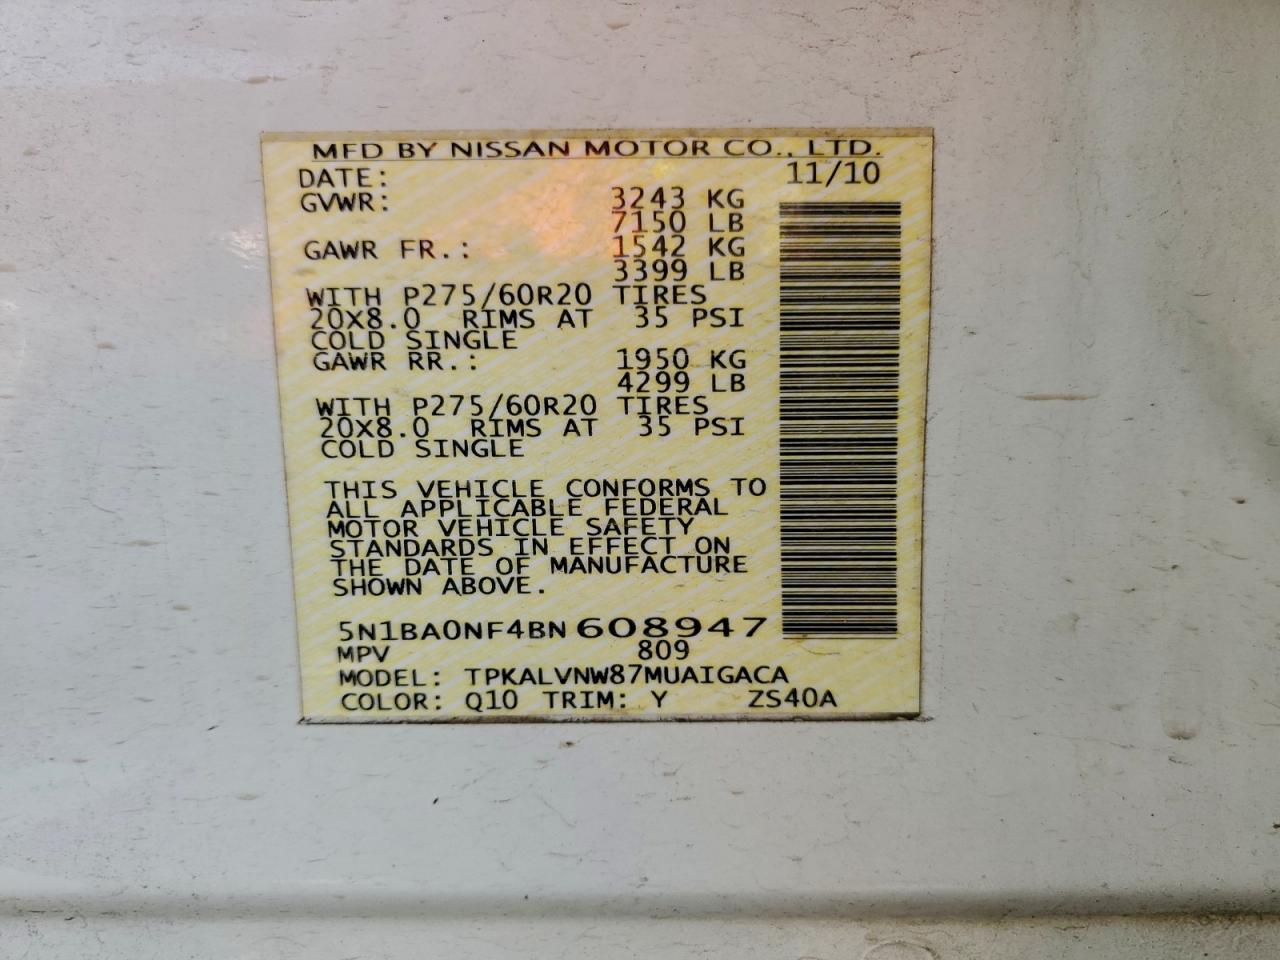 MFD BY NISSAN MOTOR CO., LTD.
DATE: 11/10
GVWR: 3243 KG
7150 LB
GAWR FR.: 1542 KG
3399 LB
WITH P275/60R20 TIRES
20X8.0 RIMS AT 35 PSI
COLD SINGLE
GAWR RR.: 1950 KG
4299 LB
WITH P275/60R20 TIRES
20X8.0 RIMS AT 35 PSI
COLD SINGLE
THIS VEHICLE CONFORMS TO
ALL APPLICABLE FEDERAL
MOTOR VEHICLE SAFETY
STANDARDS IN EFFECT ON
THE DATE OF MANUFACTURE
SHOWN ABOVE.
5N1BA0NF4BN608947
MPV 809
MODEL: TPKALVNW87MUAIGACA
COLOR: Q10 TRIM: Y ZS40A